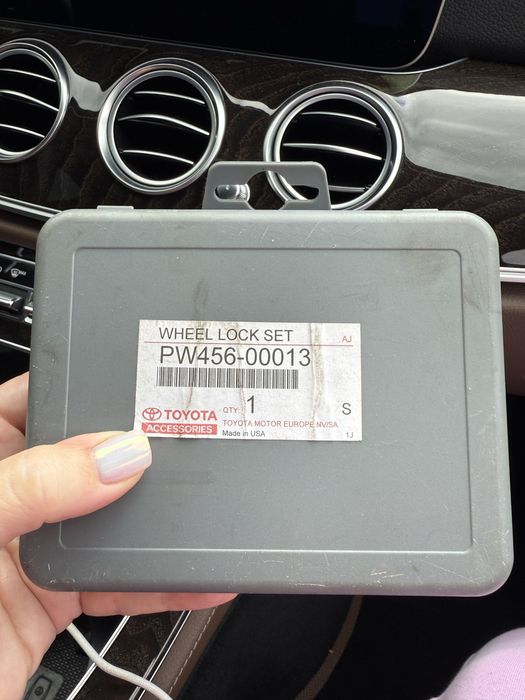 WHEEL LOCK SET
AJ
PW456-00013
QTY: 1
S
TOYOTA
ACCESSORIES
TOYOTA MOTOR EUROPE NV/SA
Made in USA
1J